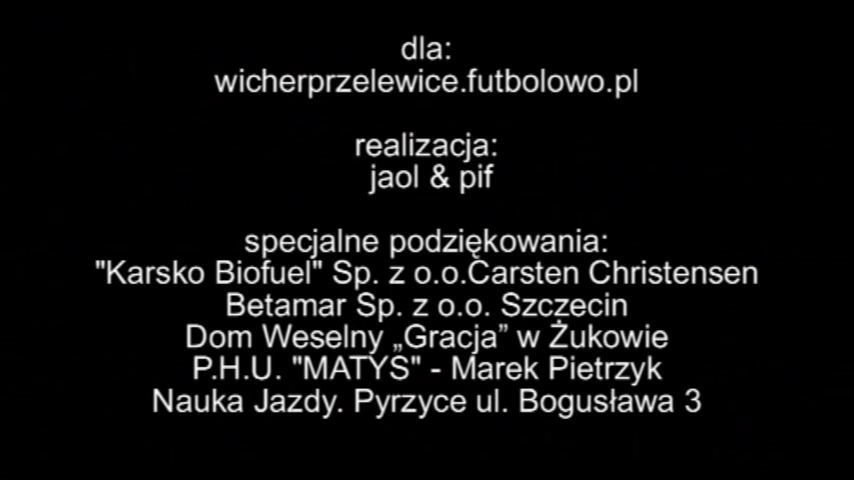 dla:
wicherprzelewice.futbolowo.pl
realizacja:
jaol & pif
specjalne podziękowania:
"Karsko Biofuel" Sp. z o.o.Carsten Christensen
Betamar Sp. z o.o. Szczecin
Dom Weselny „Gracja” w Żukowie
P.H.U. "MATYS" - Marek Pietrzyk
Nauka Jazdy. Pyrzyce ul. Bogusława 3